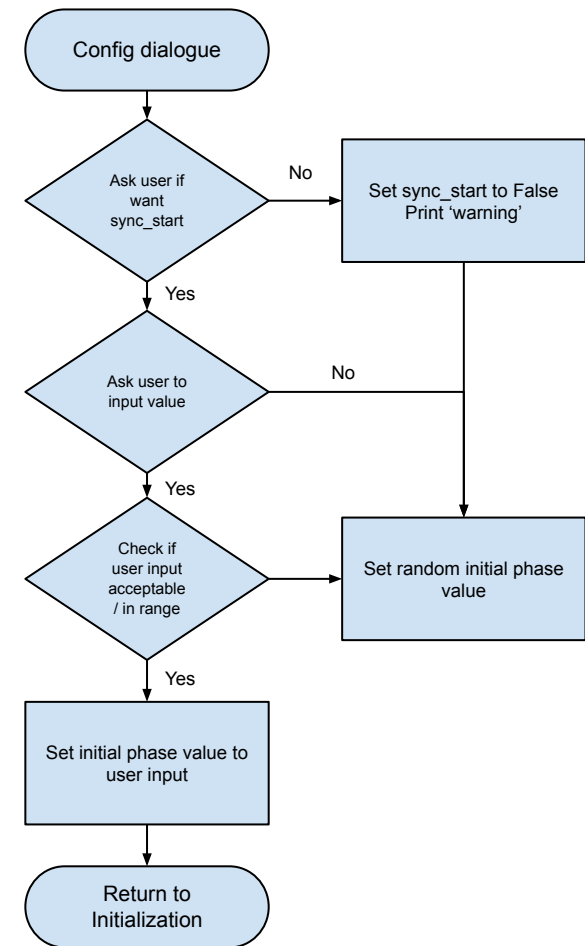 Config dialogue
Ask user if
want
sync_start
No
Set sync_start to False
Print ‘warning’
Yes
Ask user to
input value
No
Yes
Check if
user input
acceptable
/ in range
Set random initial phase
value
Yes
Set initial phase value to
user input
Return to
Initialization